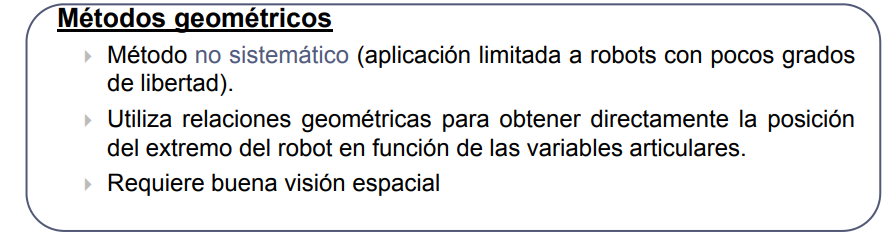 Métodos geométricos
Método no sistemático (aplicación limitada a robots con pocos grados
de libertad).
Utiliza relaciones geométricas para obtener directamente la posición
del extremo del robot en función de las variables articulares.
Requiere buena visión espacial